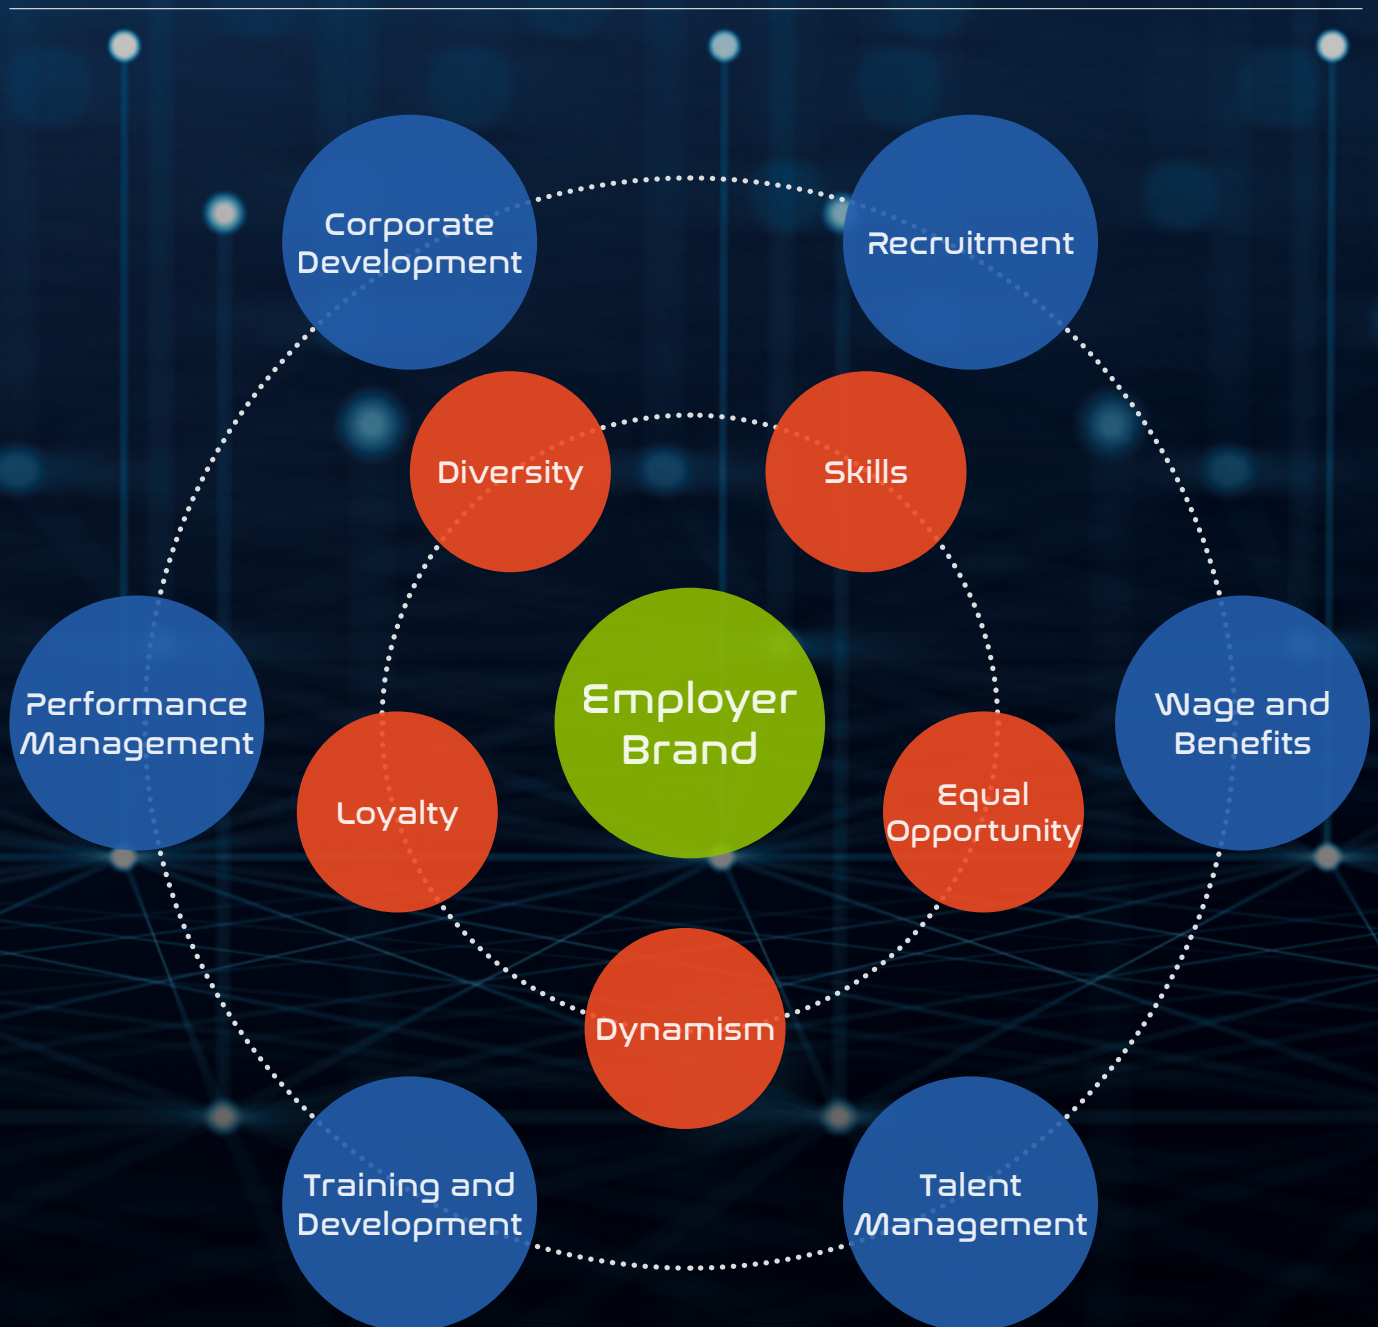 Corporate
Development
Recruitment
Diversity
Skills
Employer
Brand
Performance
Management
Wage and
Benefits
Loyalty
Equal
Opportunity
Dynamism
Training and
Development
Talent
Management